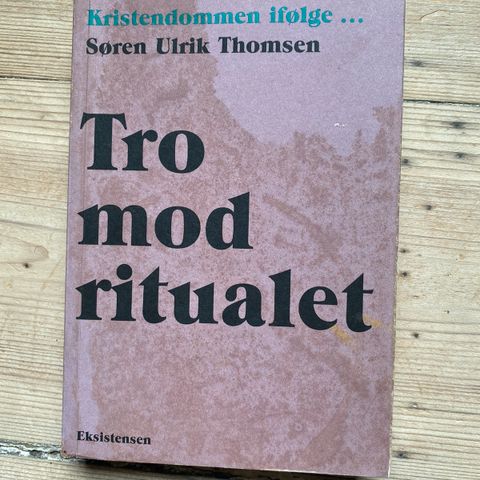 Kristendommen ifølge ...
Søren Ulrik Thomsen
Tro
mod
ritualet
Eksistensen